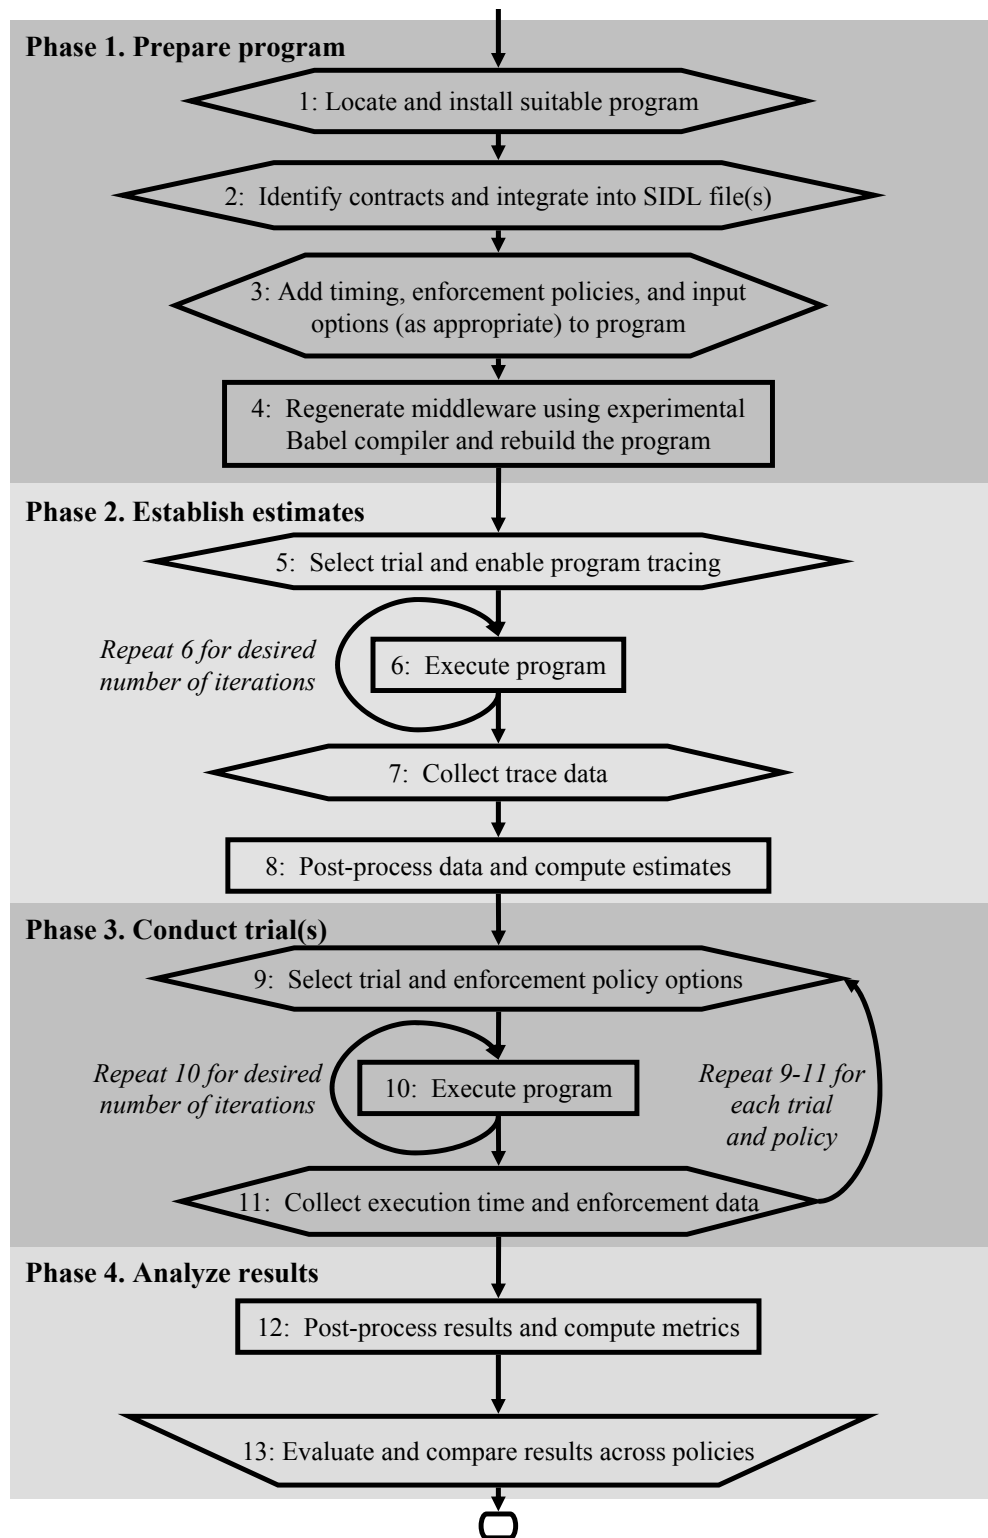 Phase 1. Prepare program
1: Locate and install suitable program
2: Identify contracts and integrate into SIDL file(s)
3: Add timing, enforcement policies, and input
options (as appropriate) to program
4: Regenerate middleware using experimental
Babel compiler and rebuild the program
Phase 2. Establish estimates
5: Select trial and enable program tracing
Repeat 6 for desired
number of iterations
6: Execute program
7: Collect trace data
8: Post-process data and compute estimates
Phase 3. Conduct trial(s)
9: Select trial and enforcement policy options
Repeat 10 for desired
number of iterations
10: Execute program
Repeat 9-11 for
each trial
and policy
11: Collect execution time and enforcement data
Phase 4. Analyze results
12: Post-process results and compute metrics
13: Evaluate and compare results across policies